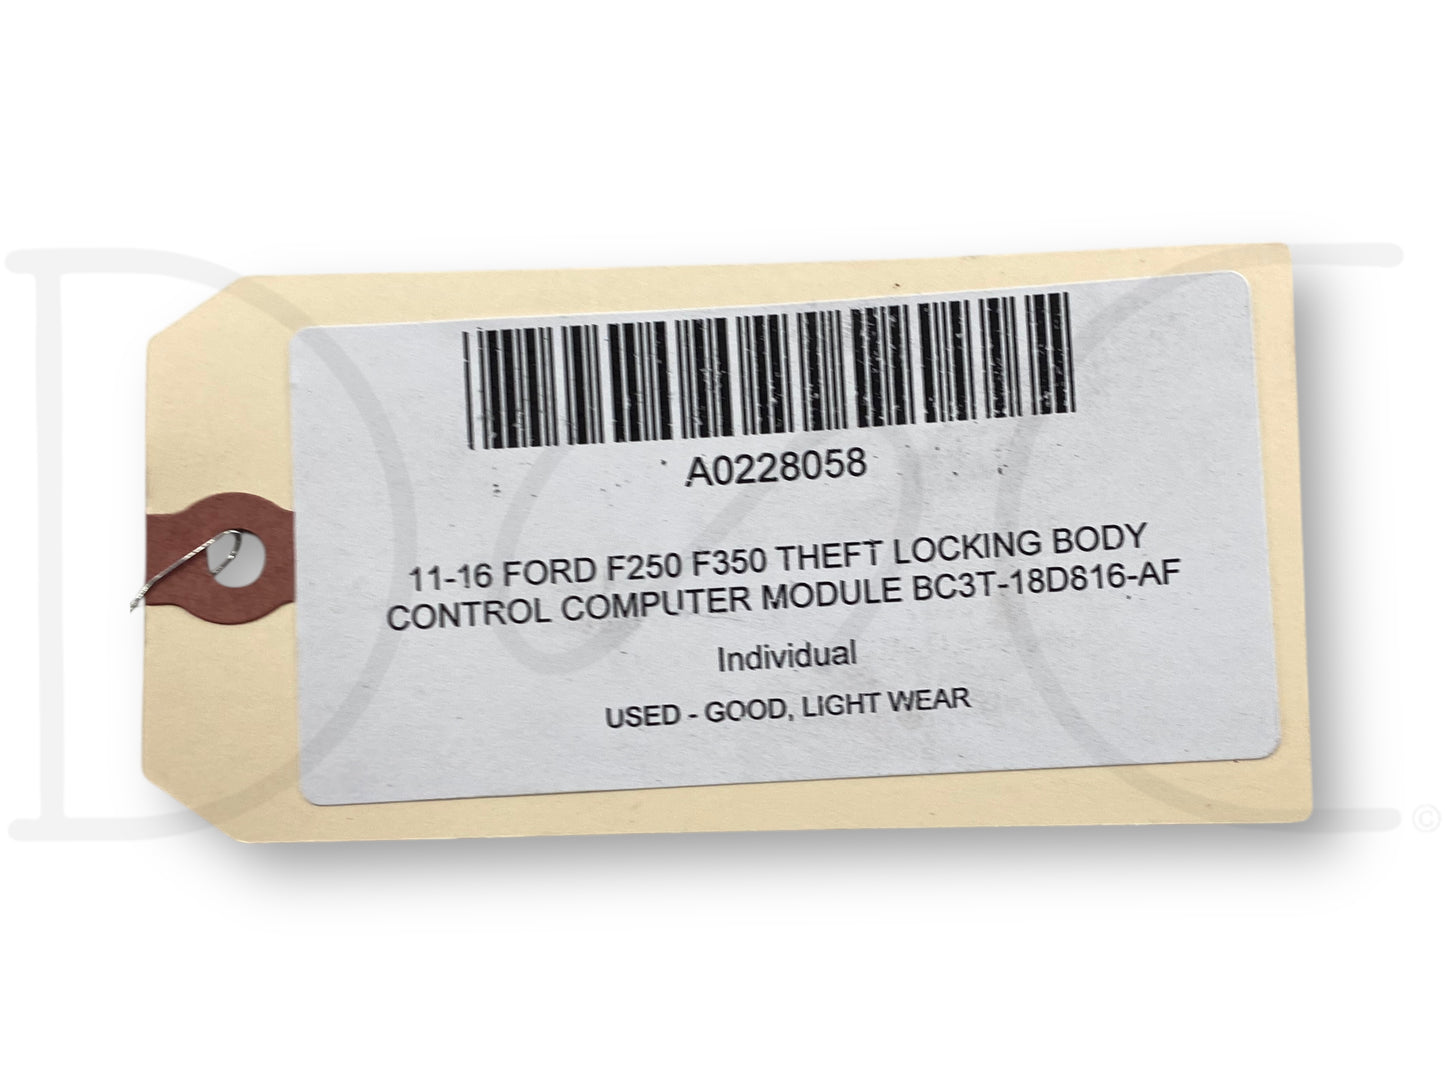 A0228058
11-16 FORD F250 F350 THEFT LOCKING BODY
CONTROL COMPUTER MODULE BC3T-18D816-AF
Individual
USED - GOOD, LIGHT WEAR
D C
©